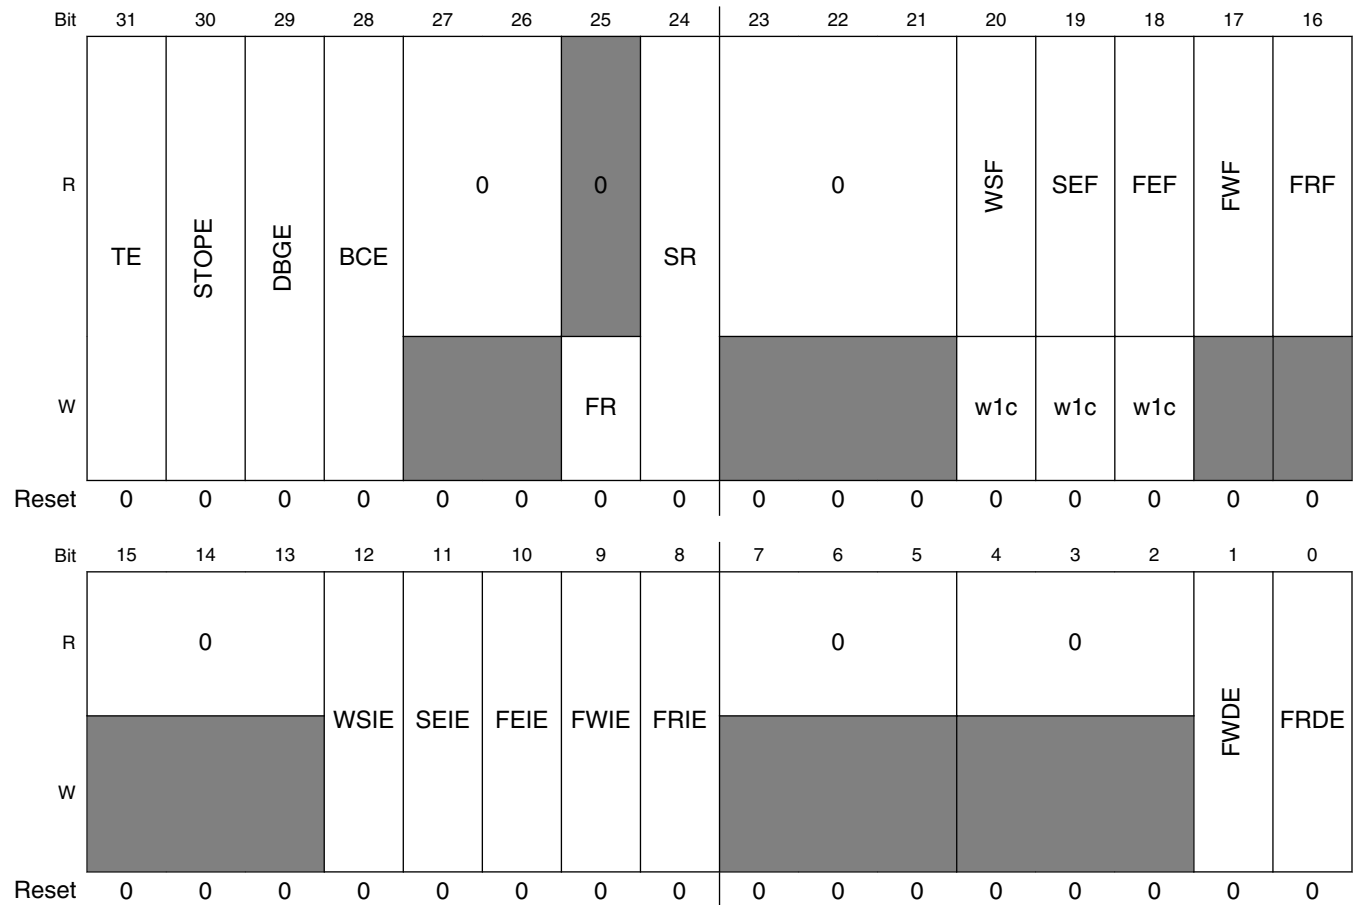 Bit 31 30 29 28 27 26 25 24 23 22 21 20 19 18 17 16
R TE STOPE DBGE BCE 0 0 SR 0 WSF SEF FEF FWF FRF
W FR w1c w1c w1c
Reset 0 0 0 0 0 0 0 0 0 0 0 0 0 0 0 0
Bit 15 14 13 12 11 10 9 8 7 6 5 4 3 2 1 0
R 0 WSIE SEIE FEIE FWIE FRIE 0 0 FWDE FRDE
W
Reset 0 0 0 0 0 0 0 0 0 0 0 0 0 0 0 0